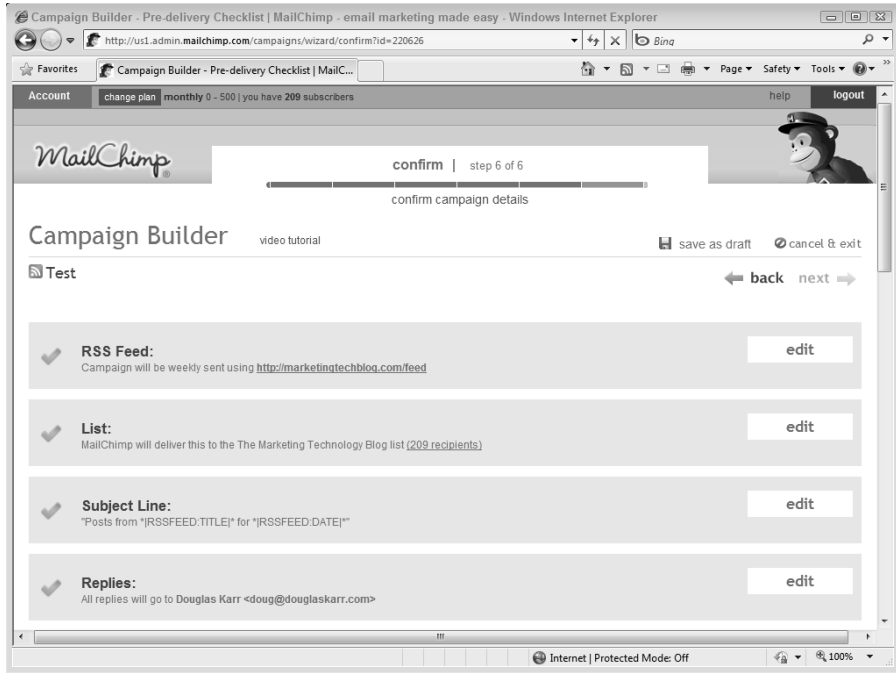 Campaign Builder - Pre-delivery Checklist | MailChimp - email marketing made easy - Windows Internet Explorer
http://us1.admin.mailchimp.com/campaigns/wizard/confirm?id=220626
Bing
Favorites
Campaign Builder - Pre-delivery Checklist | MailC...
Page Safety Tools
Account change plan monthly 0 - 500 | you have 209 subscribers help logout
MailChimp
confirm | step 6 of 6
confirm campaign details
Campaign Builder video tutorial save as draft cancel & exit
Test back next
RSS Feed: edit
Campaign will be weekly sent using http://marketingtechblog.com/feed
List: edit
MailChimp will deliver this to the The Marketing Technology Blog list (209 recipients)
Subject Line: edit
"Posts from *|RSSFEED:TITLE|* for *|RSSFEED:DATE|*"
Replies: edit
All replies will go to Douglas Karr <doug@douglaskarr.com>
Internet | Protected Mode: Off 100%